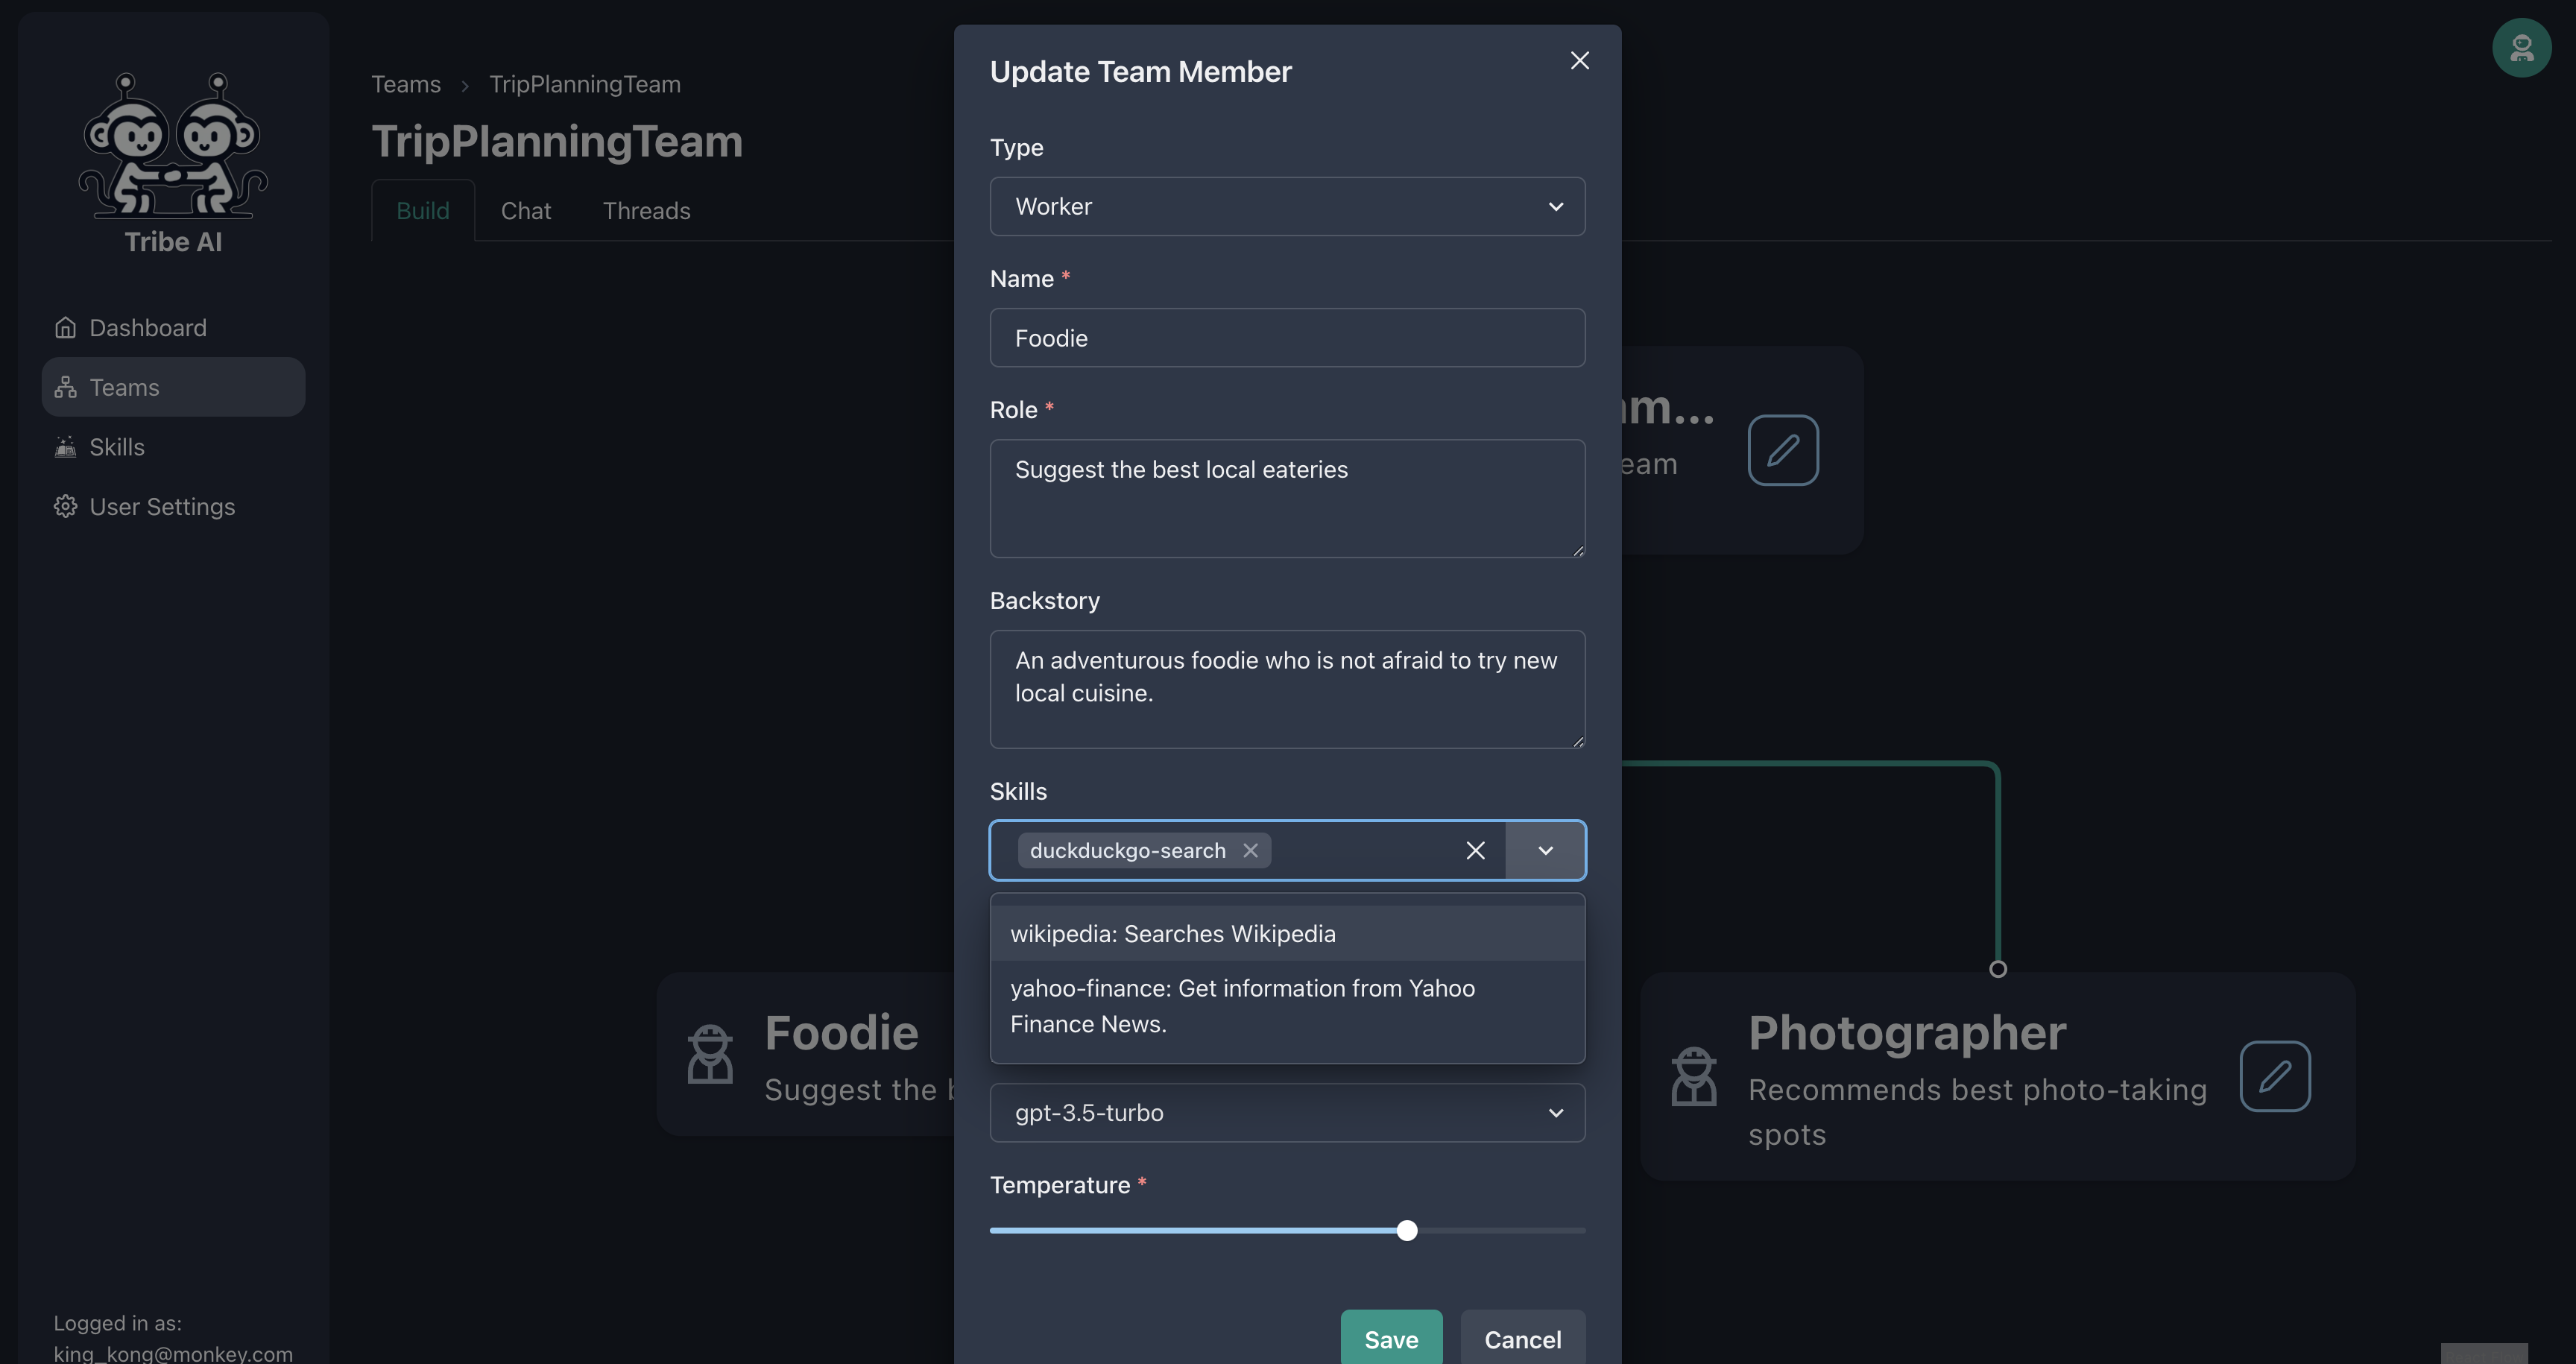 Tribe AI
Dashboard
Teams
Skills
User Settings
Logged in as:
king_kong@monkey.com
Teams > TripPlanningTeam
TripPlanningTeam
Build Chat Threads
m...
eam
Foodie
Suggest the
Photographer
Recommends best photo-taking
spots
Update Team Member
Type
Worker
Name *
Foodie
Role *
Suggest the best local eateries
Backstory
An adventurous foodie who is not afraid to try new
local cuisine.
Skills
duckduckgo-search
wikipedia: Searches Wikipedia
yahoo-finance: Get information from Yahoo
Finance News.
gpt-3.5-turbo
Temperature *
Save Cancel